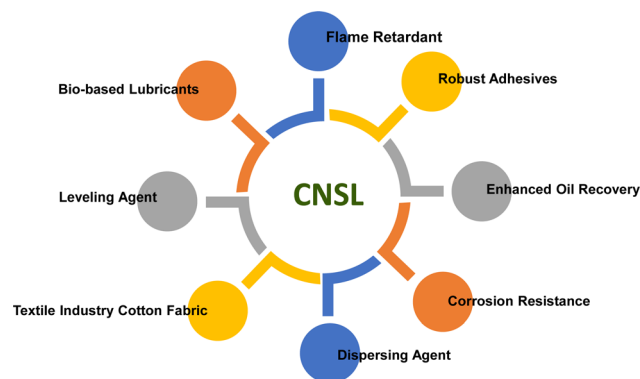 Flame Retardant
Robust Adhesives
Bio-based Lubricants
CNSL
Enhanced Oil Recovery
Leveling Agent
Corrosion Resistance
Textile Industry Cotton Fabric
Dispersing Agent